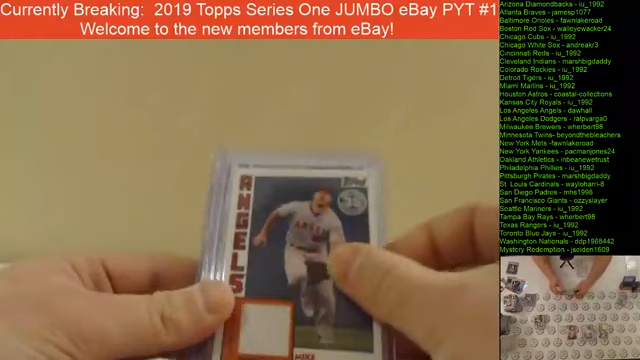 Currently Breaking: 2019 Topps Series One JUMBO eBay PYT #1
Welcome to the new members from eBay!
Arizona Diamondbacks - iu_1992
Atlanta Braves - jamesp1077
Baltimore Orioles - fawnlakeroad
Boston Red Sox - walleyewacker24
Chicago Cubs - iu_1992
Chicago White Sox - andreakr3
Cincinnati Reds - iu_1992
Cleveland Indians - marshbigdaddy
Colorado Rockies - iu_1992
Detroit Tigers - iu_1992
Miami Marlins - iu_1992
Houston Astros - coastal-collections
Kansas City Royals - iu_1992
Los Angeles Angels - dawhall
Los Angeles Dodgers - ralpvarga0
Milwaukee Brewers - wherbert98
Minnesota Twins- beyondthebleachers
New York Mets -fawnlakeroad
New York Yankees - pacmanjones24
Oakland Athletics - inbeanewetrust
Philadelphia Phillies - iu_1992
Pittsburgh Pirates - marshbigdaddy
St. Louis Cardinals - wayloharri-8
San Diego Padres - mhs1998
San Francisco Giants - ozzyslayer
Seattle Mariners - iu_1992
Tampa Bay Rays - wherbert98
Texas Rangers - iu_1992
Toronto Blue Jays - iu_1992
Washington Nationals - tdp1968442
Mystery Redemption - jseiden1609
Topps
35
ANGELS
MIKE